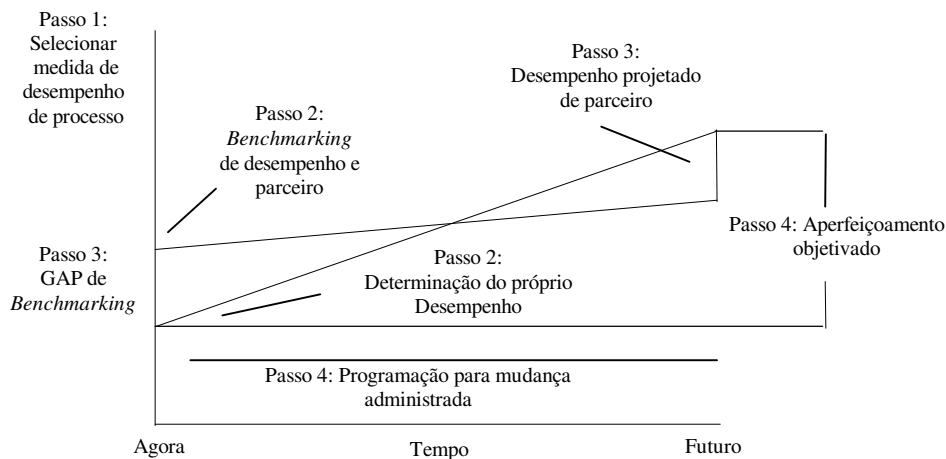 Passo 1:
Selecionar
medida de
desempenho
de processo
Passo 2:
Benchmarking
de desempenho e
parceiro
Passo 3:
Desempenho projetado
de parceiro
Passo 3:
GAP de
Benchmarking
Passo 2:
Determinação do próprio
Desempenho
Passo 4: Aperfeiçoamento
objetivado
Passo 4: Programação para mudança
administrada
Agora
Tempo
Futuro